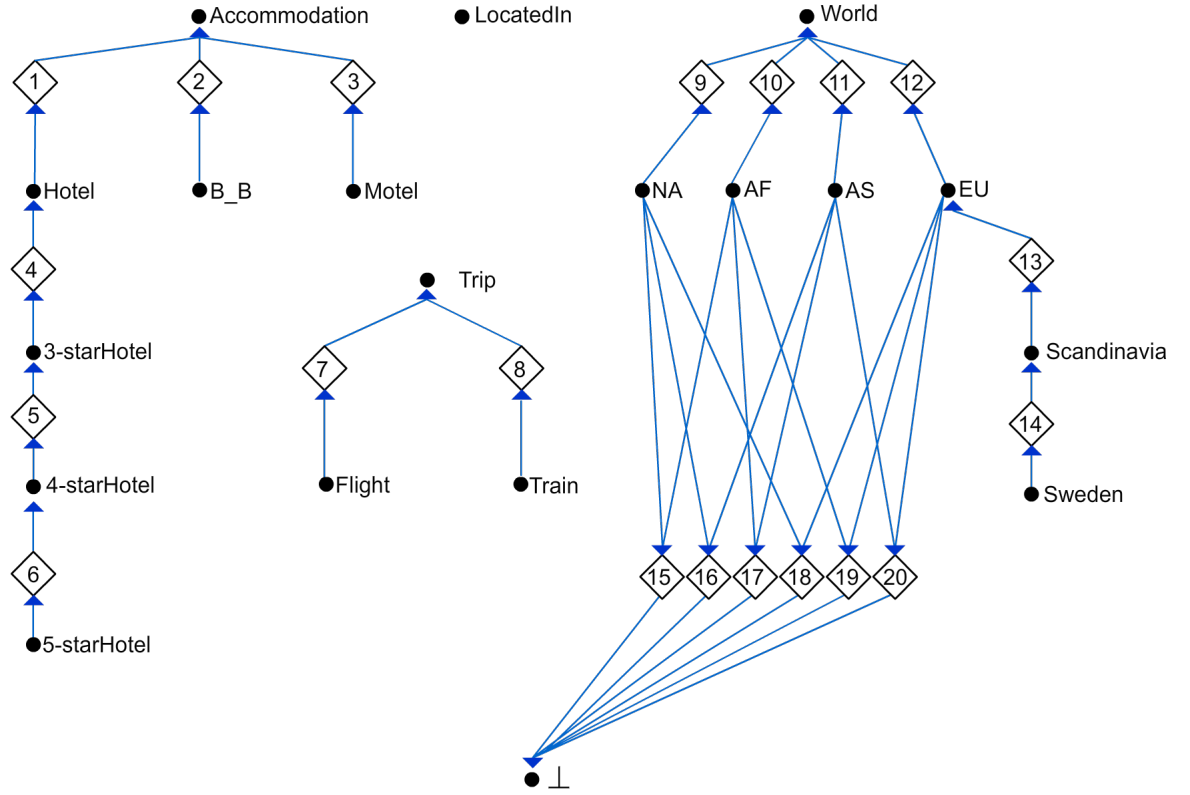 Accommodation
LocatedIn
World
1
2
3
9
10
11
12
Hotel
B_B
Motel
NA
AF
AS
EU
4
13
Trip
3-starHotel
7
8
Scandinavia
5
14
4-starHotel
Flight
Train
Sweden
6
15
16
17
18
19
20
5-starHotel
⊥